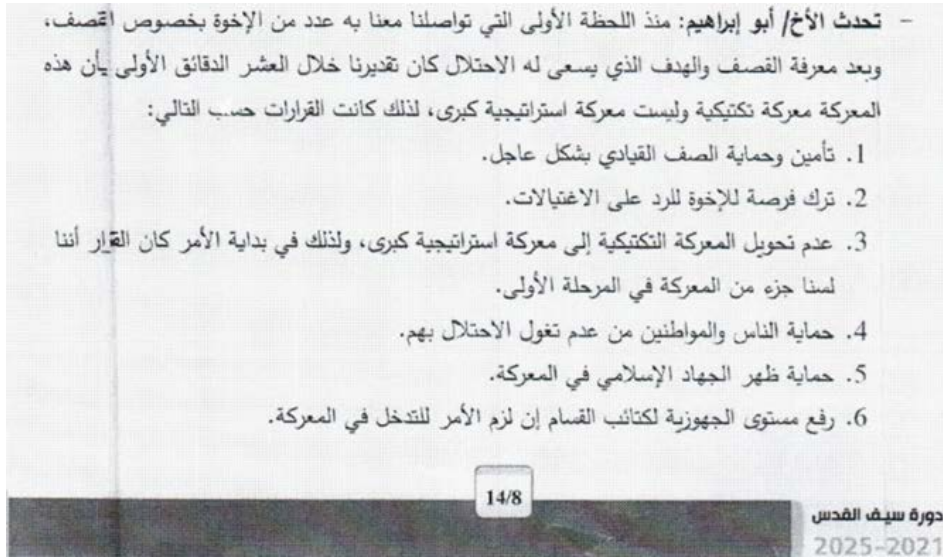 - تحدث الأخ/ أبو إبراهيم: منذ اللحظة الأولى التي تواصلنا معنا به عدد من الإخوة بخصوص القصف،
وبعد معرفة القصف والهدف الذي يسعى له الاحتلال كان تقديرنا خلال العشر الدقائق الأولى بأن هذه
المعركة معركة تكتيكية وليست معركة استراتيجية كبرى، لذلك كانت القرارات حسب التالي:
1. تأمين وحماية الصف القيادي بشكل عاجل.
2. ترك فرصة للإخوة للرد على الاغتيالات.
3. عدم تحويل المعركة التكتيكية إلى معركة استراتيجية كبرى، ولذلك في بداية الأمر كان القرار أننا
لسنا جزء من المعركة في المرحلة الأولى.
4. حماية الناس والمواطنين من عدم تغول الاحتلال بهم.
5. حماية ظهر الجهاد الإسلامي في المعركة.
6. رفع مستوى الجهوزية لكتائب القسام إن لزم الأمر للتدخل في المعركة.
14/8
دورة سيف القدس
2025-2021